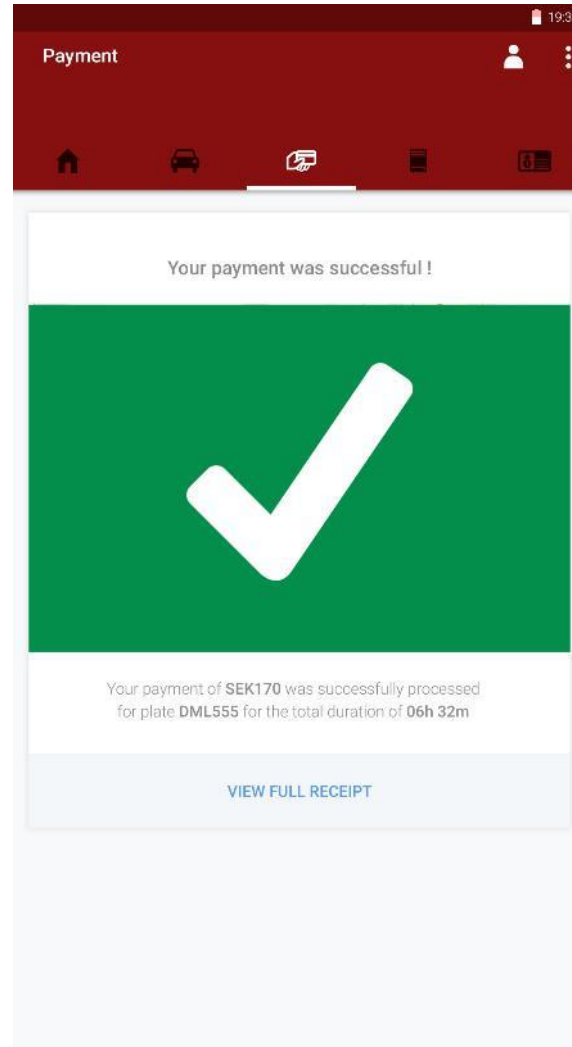 Payment
Your payment was successful !
Your payment of SEK170 was successfully processed
for plate DML555 for the total duration of 06h 32m
VIEW FULL RECEIPT